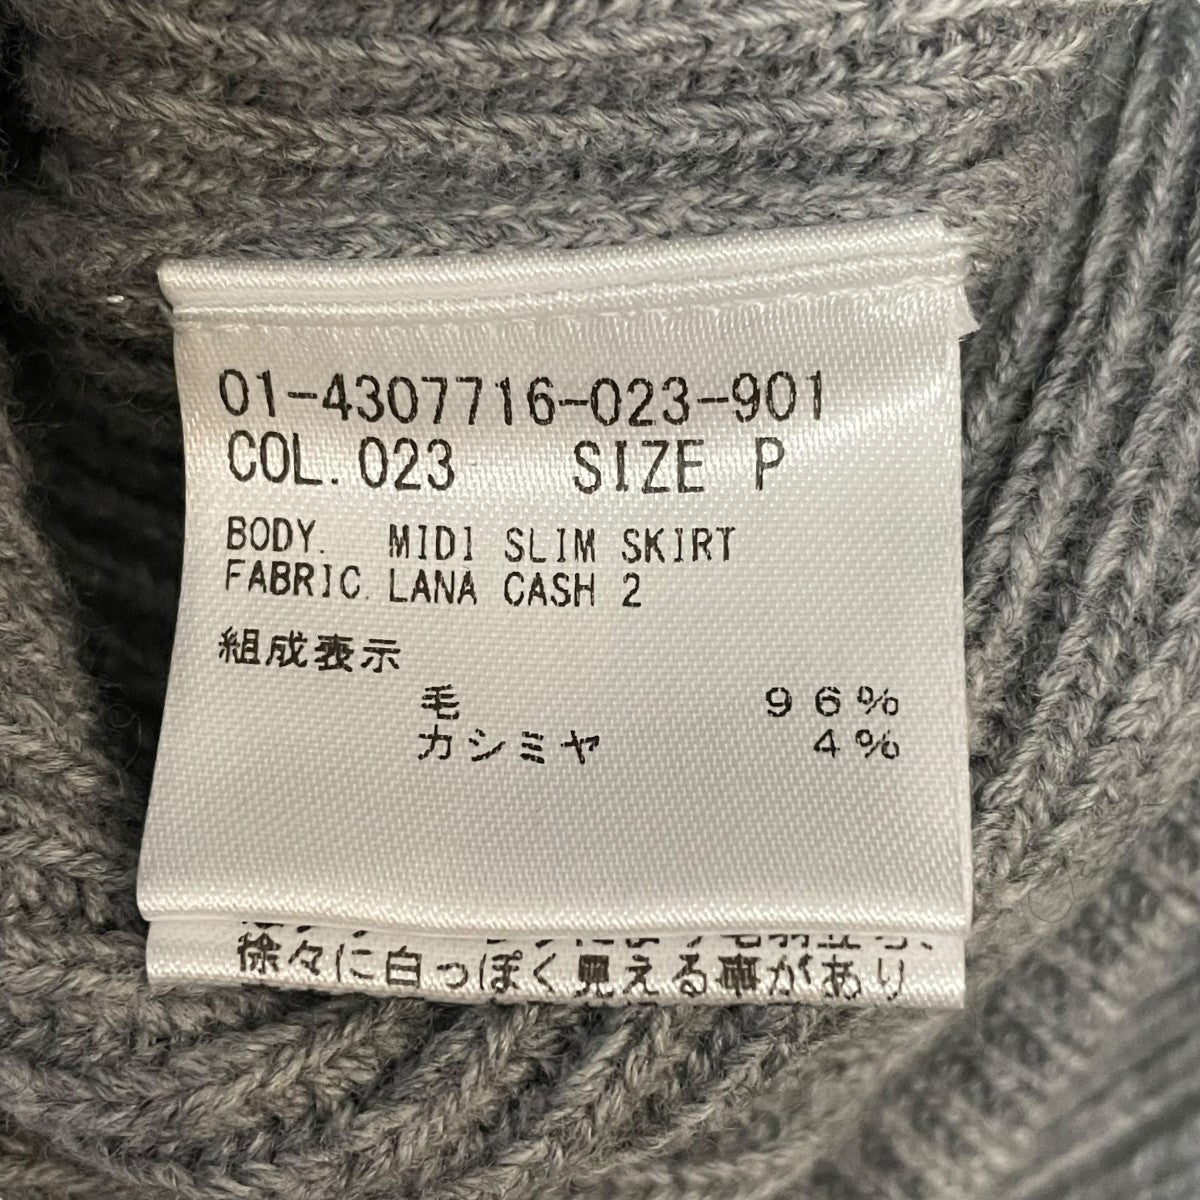 01-4307716-023-901
COL. 023 SIZE P
BODY. MIDI SLIM SKIRT
FABRIC. LANA CASH 2
組成表示
毛 96%
カシミヤ 4%
徐々に白っぽく見える事があり